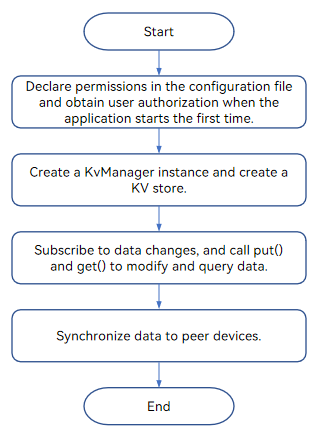 Start
Declare permissions in the configuration file
and obtain user authorization when the
application starts the first time.
Create a KvManager instance and create a
KV store.
Subscribe to data changes, and call put()
and get() to modify and query data.
Synchronize data to peer devices.
End